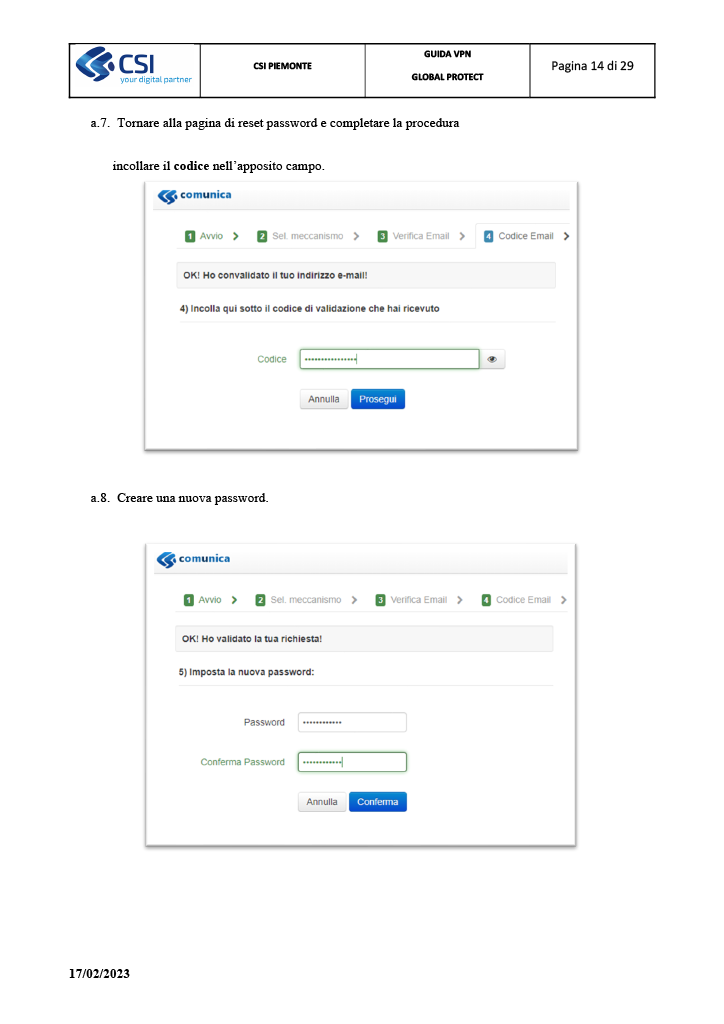 CSI
your digital partner
CSI PIEMONTE
GUIDA VPN
GLOBAL PROTECT
Pagina 14 di 29
a.7. Tornare alla pagina di reset password e completare la procedura
incollare il codice nell'apposito campo.
comunica
1 Avvio
2 Sel. meccanismo
3 Verifica Email
4 Codice Email
OK! Ho convalidato il tuo indirizzo e-mail!
4) Incolla qui sotto il codice di validazione che hai ricevuto
Codice
Annulla Prosegui
a.8. Creare una nuova password.
comunica
1 Avvio
2 Sel. meccanismo
3 Verifica Email
4 Codice Email
OK! Ho validato la tua richiesta!
5) Imposta la nuova password:
Password
Conferma Password
Annulla Conferma
17/02/2023